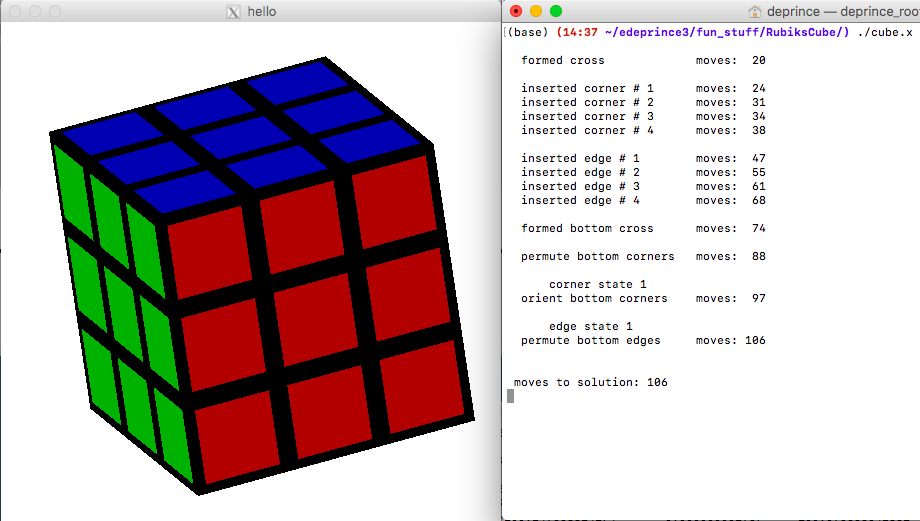 hello
deprince — deprince_roo
(base) (14:37 ~/edeprince3/fun_stuff/RubiksCube/) ./cube.x
formed cross moves: 20
inserted corner # 1 moves: 24
inserted corner # 2 moves: 31
inserted corner # 3 moves: 34
inserted corner # 4 moves: 38
inserted edge # 1 moves: 47
inserted edge # 2 moves: 55
inserted edge # 3 moves: 61
inserted edge # 4 moves: 68
formed bottom cross moves: 74
permute bottom corners moves: 88
corner state 1
orient bottom corners moves: 97
edge state 1
permute bottom edges moves: 106
moves to solution: 106